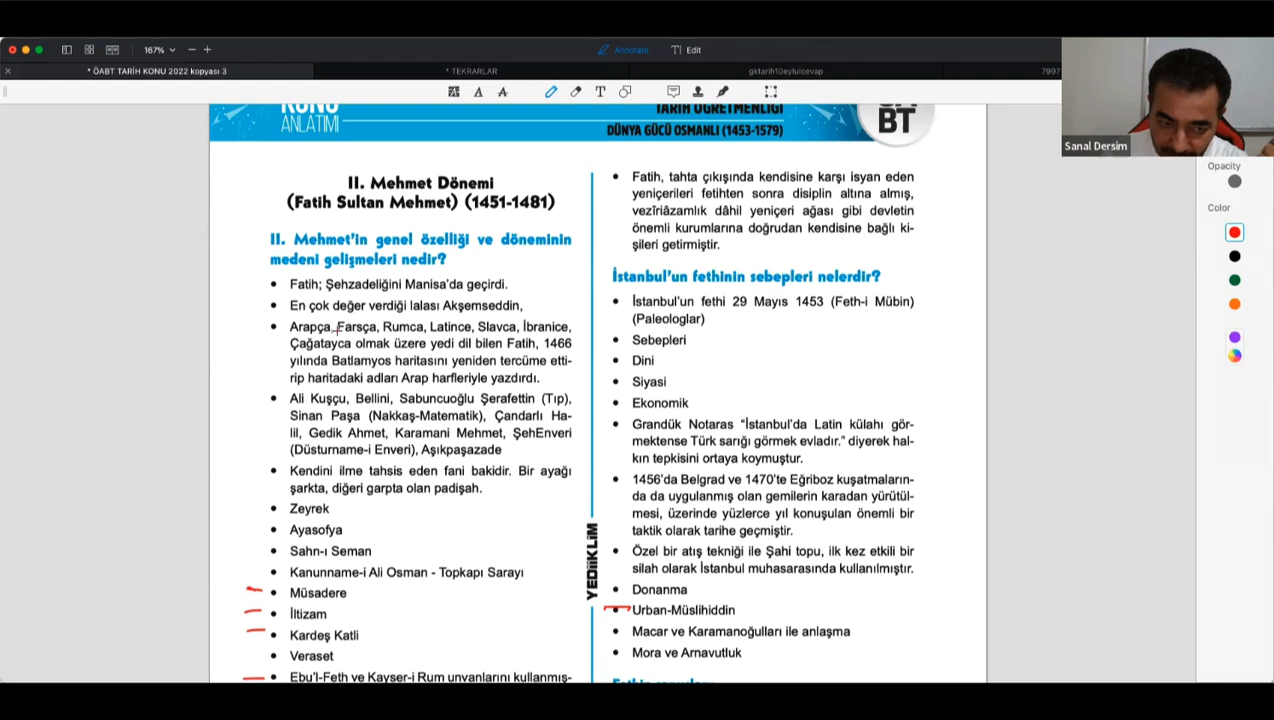 167%
Annotate
Edit
* ÖABT TARİH KONU 2022 kopyası 3
* TEKRARLAR
gktarih10eylulcevap
7997
Sanal Dersim
Opacity
Color
KONU
ANLATIMI
TARİH ÖĞRETMENLİĞİ
DÜNYA GÜCÜ OSMANLI (1453-1579)
BT
II. Mehmet Dönemi
(Fatih Sultan Mehmet) (1451-1481)
II. Mehmet'in genel özelliği ve döneminin
medeni gelişmeleri nedir?
• Fatih; Şehzadeliğini Manisa'da geçirdi.
• En çok değer verdiği lalası Akşemseddin,
• Arapça, Farsça, Rumca, Latince, Slavca, İbranice,
Çağatayca olmak üzere yedi dil bilen Fatih, 1466
yılında Batlamyos haritasını yeniden tercüme etti-
rip haritadaki adları Arap harfleriyle yazdırdı.
• Ali Kuşçu, Bellini, Sabuncuoğlu Şerafettin (Tıp),
Sinan Paşa (Nakkaş-Matematik), Çandarlı Ha-
lil, Gedik Ahmet, Karamani Mehmet, ŞehEnveri
(Düsturname-i Enveri), Aşıkpaşazade
• Kendini ilme tahsis eden fani bakidir. Bir ayağı
şarkta, diğeri garpta olan padişah.
• Zeyrek
• Ayasofya
• Sahn-ı Seman
• Kanunname-i Ali Osman - Topkapı Sarayı
• Müsadere
• İltizam
• Kardeş Katli
• Veraset
• Ebu'l-Feth ve Kayser-i Rum unvanlarını kullanmış-
YEDİİKLİM
• Fatih, tahta çıkışında kendisine karşı isyan eden
yeniçerileri fetihten sonra disiplin altına almış,
vezîriâzamlık dâhil yeniçeri ağası gibi devletin
önemli kurumlarına doğrudan kendisine bağlı ki-
şileri getirmiştir.
İstanbul'un fethinin sebepleri nelerdir?
• İstanbul'un fethi 29 Mayıs 1453 (Feth-i Mübin)
(Paleologlar)
• Sebepleri
• Dini
• Siyasi
• Ekonomik
• Grandük Notaras “İstanbul'da Latin külahı gör-
mektense Türk sarığı görmek evladır.” diyerek hal-
kın tepkisini ortaya koymuştur.
• 1456'da Belgrad ve 1470'te Eğriboz kuşatmaların-
da da uygulanmış olan gemilerin karadan yürütül-
mesi, üzerinde yüzlerce yıl konuşulan önemli bir
taktik olarak tarihe geçmiştir.
• Özel bir atış tekniği ile Şahi topu, ilk kez etkili bir
silah olarak İstanbul muhasarasında kullanılmıştır.
• Donanma
• Urban-Müslihiddin
• Macar ve Karamanoğulları ile anlaşma
• Mora ve Arnavutluk